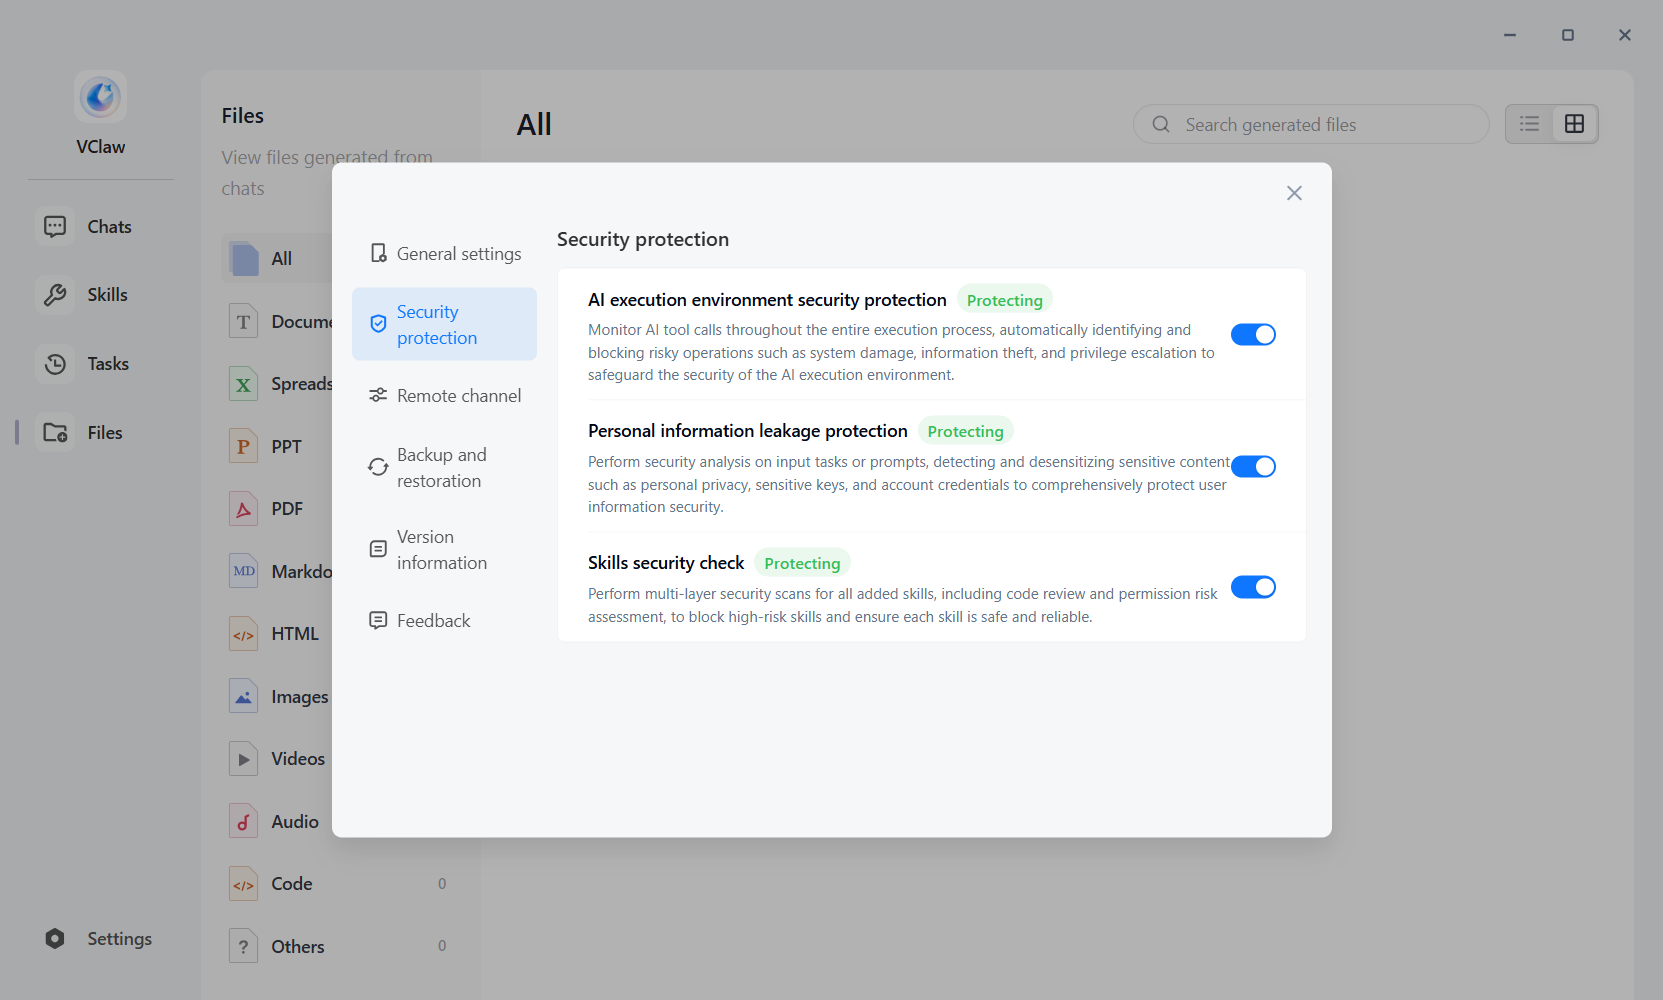 VClaw
Chats
Skills
Tasks
Files
Settings
Files
View files generated from
chats
All
Docume
T
Spreads
X
PPT
P
PDF
Markdo
MD
HTML
</>
Images
Videos
Audio
Code 0
</>
Others 0
?
All
Search generated files
General settings
Security
protection
Remote channel
Backup and
restoration
Version
information
Feedback
Security protection
AI execution environment security protection Protecting
Monitor AI tool calls throughout the entire execution process, automatically identifying and
blocking risky operations such as system damage, information theft, and privilege escalation to
safeguard the security of the AI execution environment.
Personal information leakage protection Protecting
Perform security analysis on input tasks or prompts, detecting and desensitizing sensitive content
such as personal privacy, sensitive keys, and account credentials to comprehensively protect user
information security.
Skills security check Protecting
Perform multi-layer security scans for all added skills, including code review and permission risk
assessment, to block high-risk skills and ensure each skill is safe and reliable.